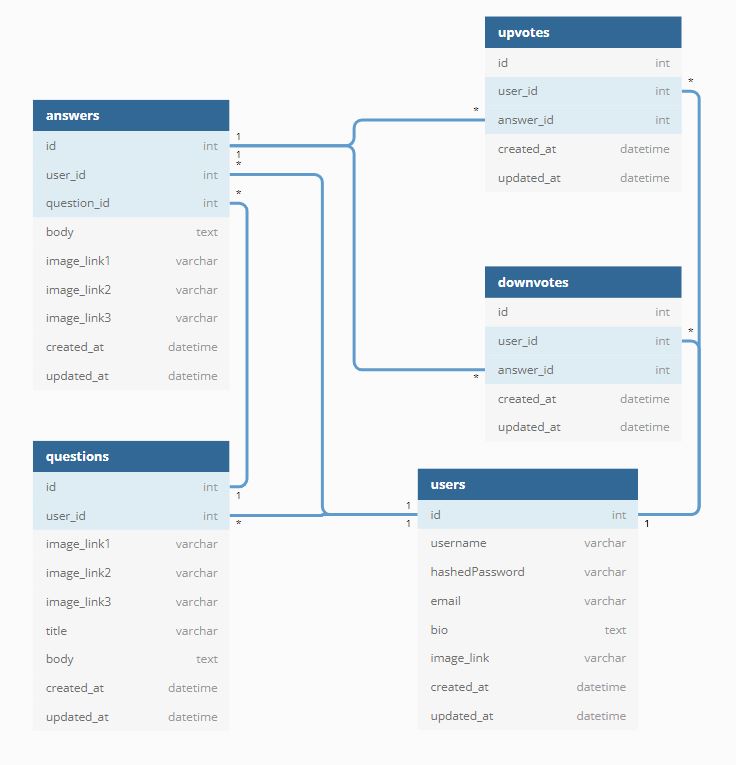 upvotes
id int
user_id int *
* answer_id int
created_at datetime
updated_at datetime
answers
id int 1
1
user_id int *
question_id int *
body text
image_link1 varchar
image_link2 varchar
image_link3 varchar
created_at datetime
updated_at datetime
downvotes
id int
user_id int *
answer_id int
*
created_at datetime
updated_at datetime
questions
id int
1
user_id int
*
image_link1 varchar
image_link2 varchar
image_link3 varchar
title varchar
body text
created_at datetime
updated_at datetime
users
1
id int
1 1
username varchar
hashedPassword varchar
email varchar
bio text
image_link varchar
created_at datetime
updated_at datetime